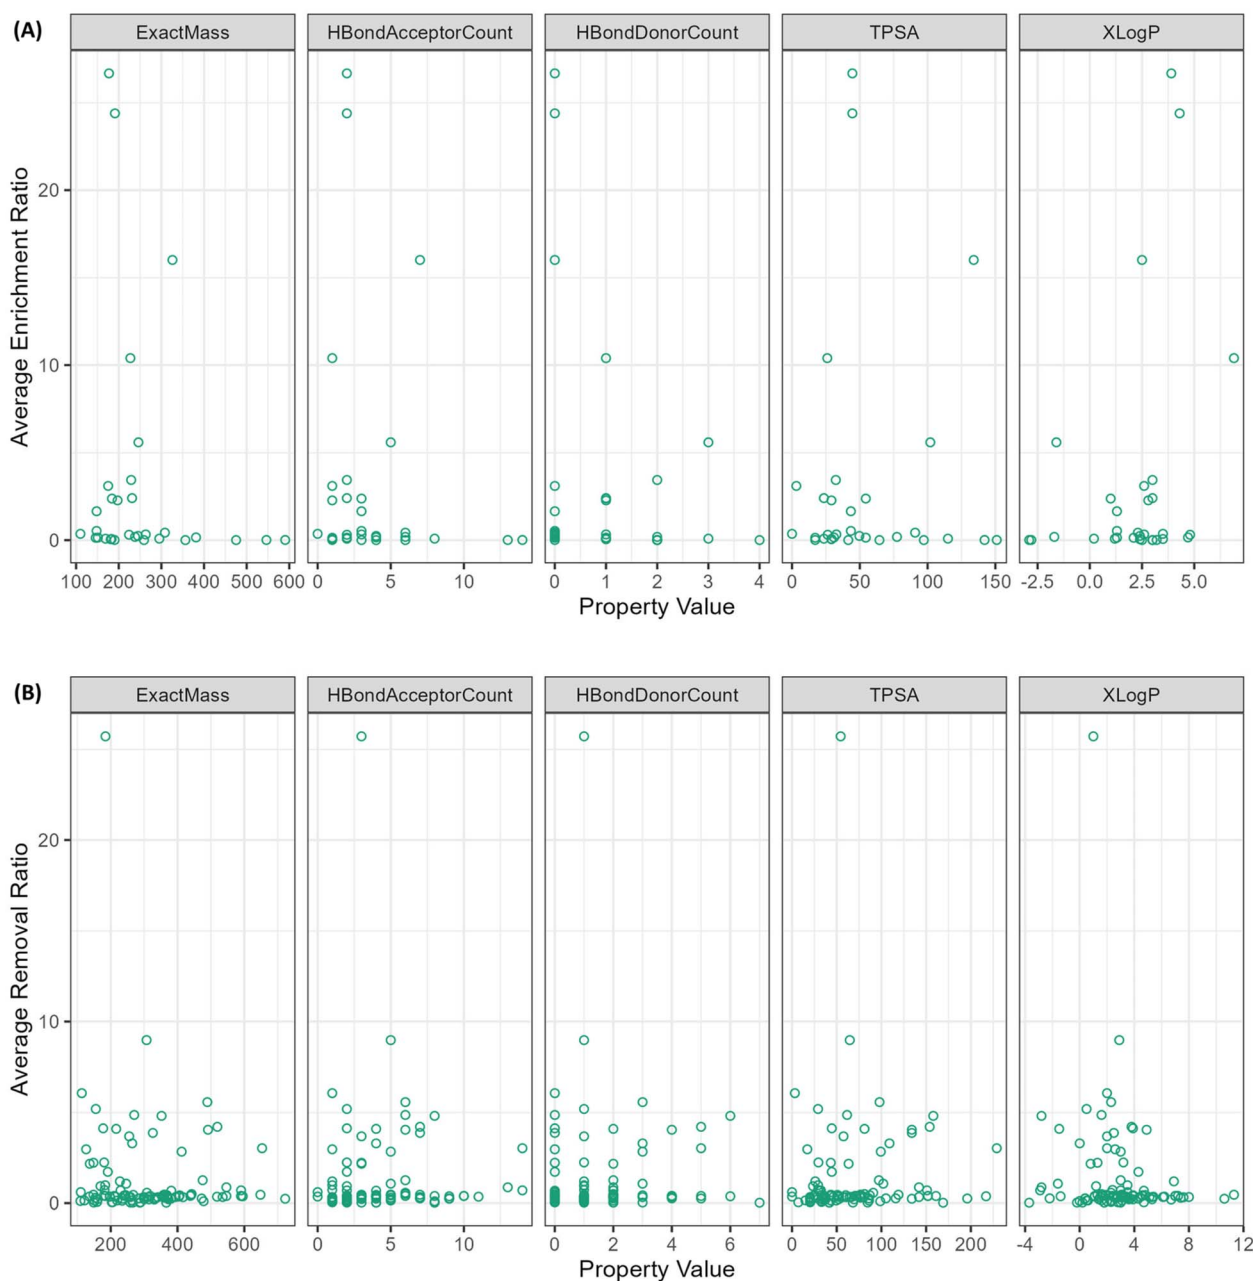 (A)
ExactMass HBondAcceptorCount HBondDonorCount TPSA XLogP
Average Enrichment Ratio
20
10
0
100 200 300 400 500 600 0 5 10 0 1 2 3 4 0 50 100 150 -2.5 0.0 2.5 5.0
Property Value
(B)
ExactMass HBondAcceptorCount HBondDonorCount TPSA XLogP
Average Removal Ratio
20
10
0
200 400 600 0 5 10 0 2 4 6 0 50 100 150 200 -4 0 4 8 12
Property Value